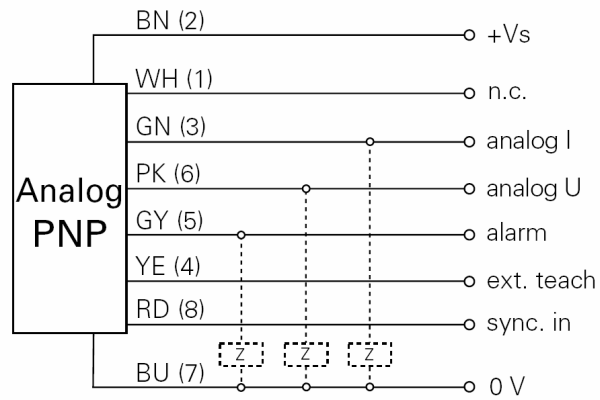 BN (2) +Vs
WH (1) n.c.
GN (3) analog I
PK (6) analog U
Analog
PNP
GY (5) alarm
YE (4) ext. teach
RD (8) sync. in
Z Z Z
BU (7) 0 V